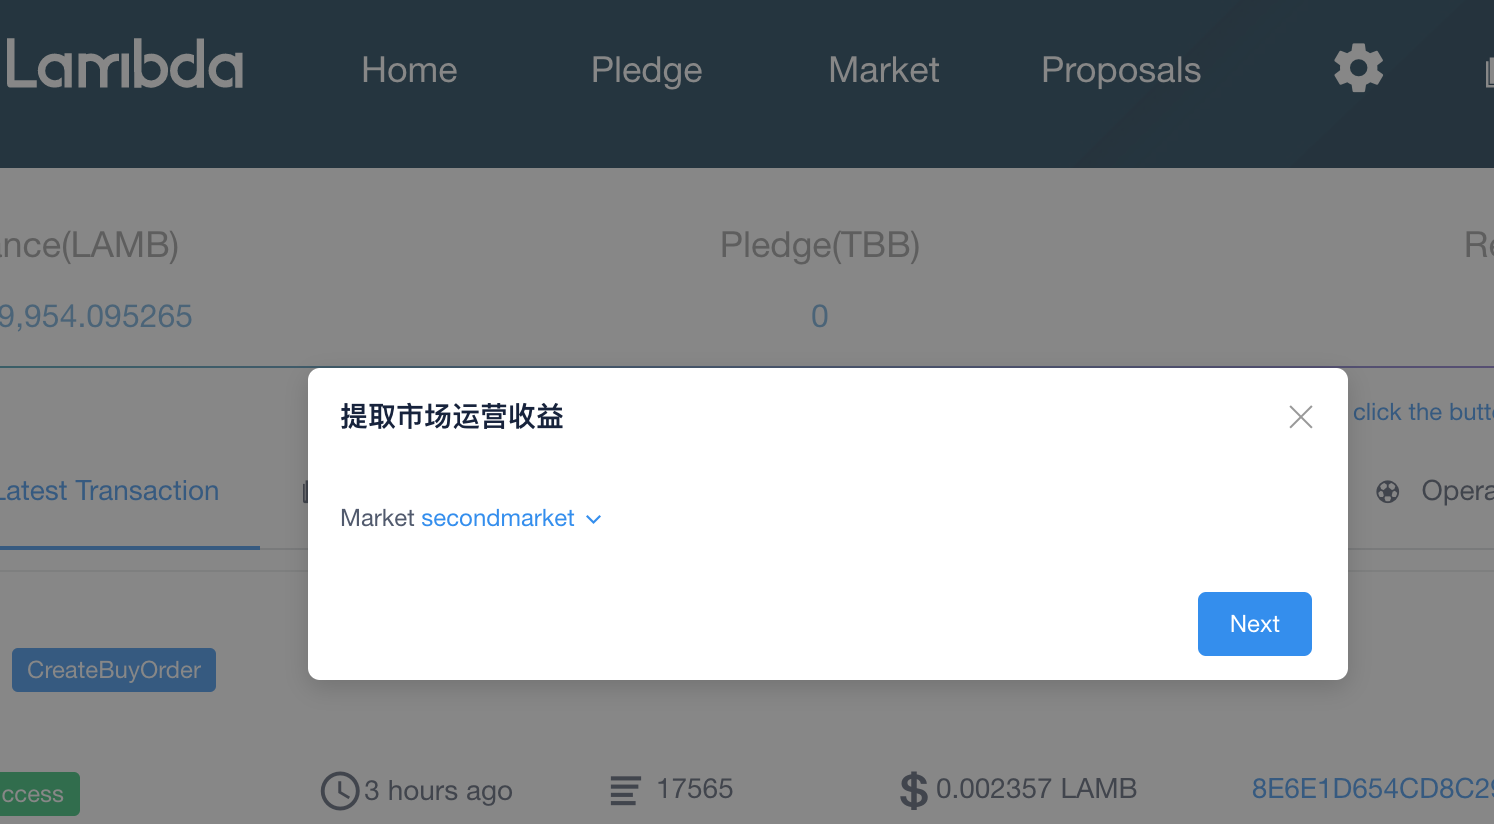 Lambda
Home
Pledge
Market
Proposals
nce(LAMB)
Pledge(TBB)
Re
9,954.095265
0
提取市场运营收益
click the butt
Latest Transaction
Opera
Market secondmarket
Next
CreateBuyOrder
ccess
3 hours ago
17565
0.002357 LAMB
8E6E1D654CD8C29